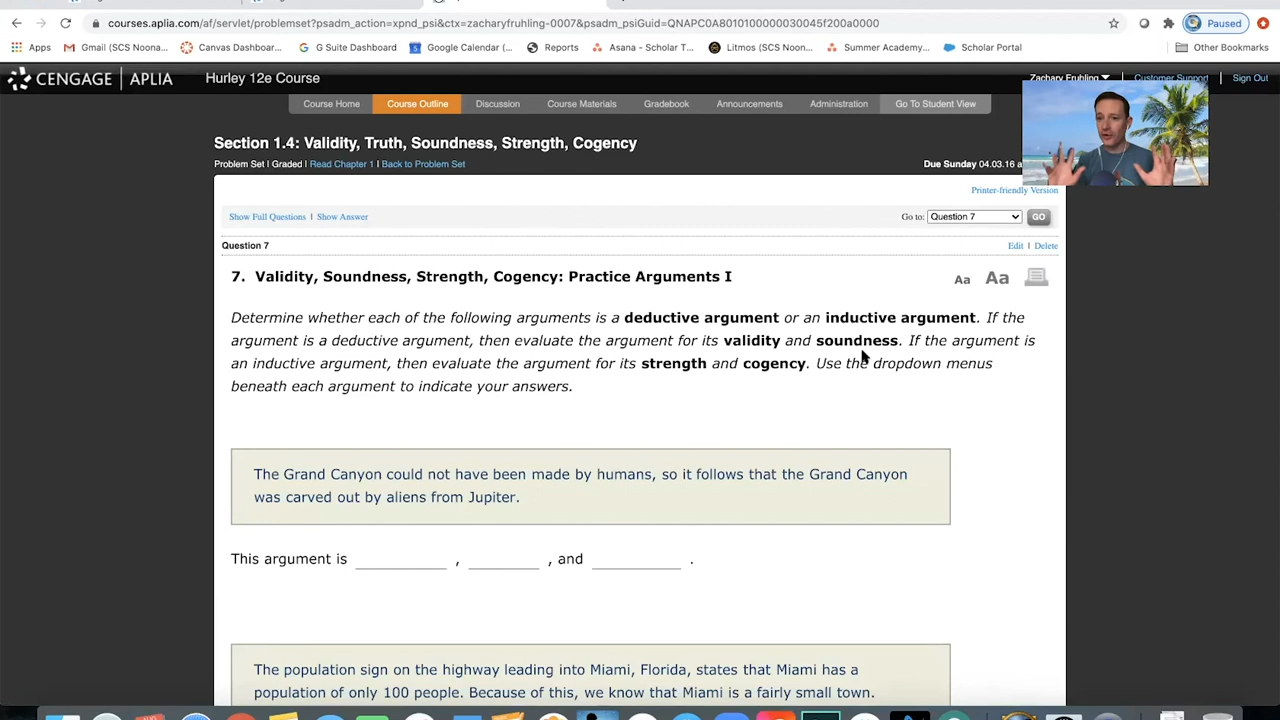 courses.aplia.com/af/servlet/problemset?psadm_action=xpnd_psi&ctx=zacharyfruhling-0007&psadm_psiGuid=QNAPC0A8010100000030045f200a0000
Paused
Apps
Gmail (SCS Noona...
Canvas Dashboar...
G Suite Dashboard
Google Calendar (...
Reports
Asana - Scholar T...
Litmos (SCS Noon...
Summer Academy...
Scholar Portal
Other Bookmarks
CENGAGE | APLIA
Hurley 12e Course
Zachary Fruhling
Customer Support
Sign Out
Course Home
Course Outline
Discussion
Course Materials
Gradebook
Announcements
Administration
Go To Student View
Section 1.4: Validity, Truth, Soundness, Strength, Cogency
Problem Set | Graded | Read Chapter 1 | Back to Problem Set
Due Sunday 04.03.16
Printer-friendly Version
Show Full Questions | Show Answer
Go to: Question 7 GO
Question 7
Edit | Delete
7. Validity, Soundness, Strength, Cogency: Practice Arguments I
Aa Aa
Determine whether each of the following arguments is a deductive argument or an inductive argument. If the
argument is a deductive argument, then evaluate the argument for its validity and soundness. If the argument is
an inductive argument, then evaluate the argument for its strength and cogency. Use the dropdown menus
beneath each argument to indicate your answers.
The Grand Canyon could not have been made by humans, so it follows that the Grand Canyon
was carved out by aliens from Jupiter.
This argument is , , and .
The population sign on the highway leading into Miami, Florida, states that Miami has a
population of only 100 people. Because of this, we know that Miami is a fairly small town.